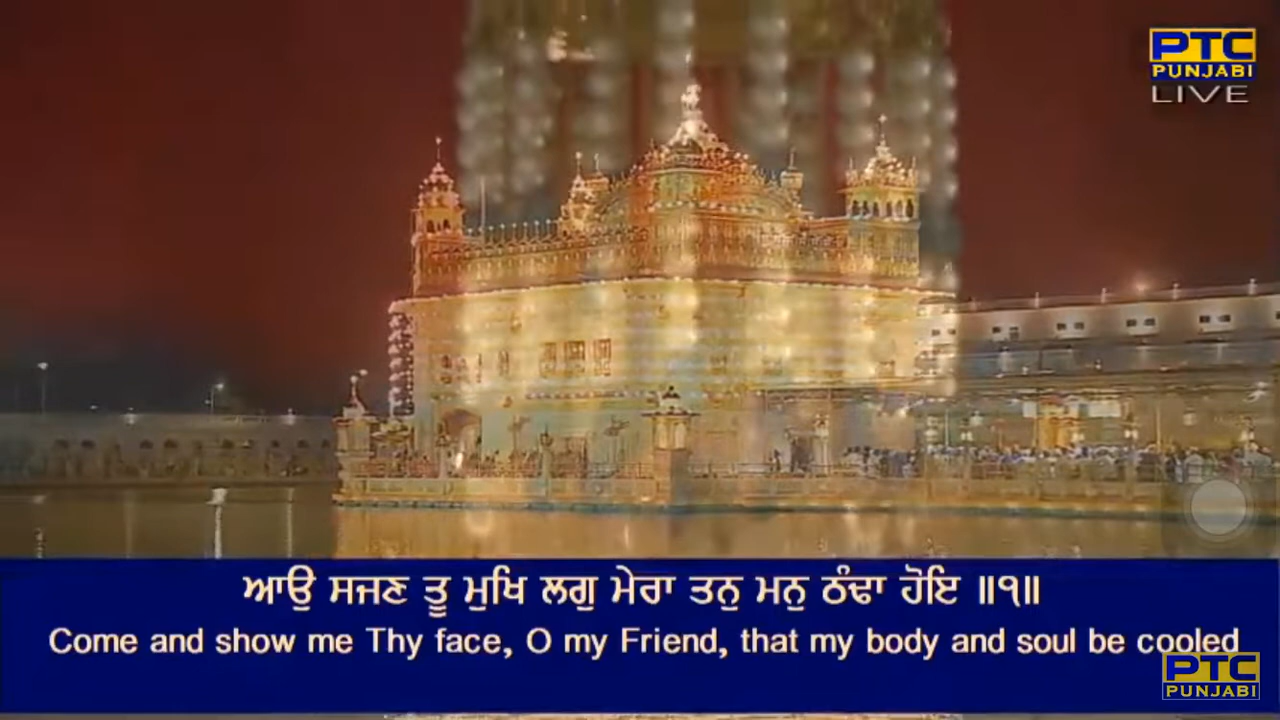 PTC
PUNJABI
LIVE
ਆਉ ਸਜਣ ਤੂ ਮੁਖਿ ਲਗੁ ਮੇਰਾ ਤਨੁ ਮਨੁ ਠੰਢਾ ਹੋਇ ॥੧॥
Come and show me Thy face, O my Friend, that my body and soul be cooled
PTC
PUNJABI